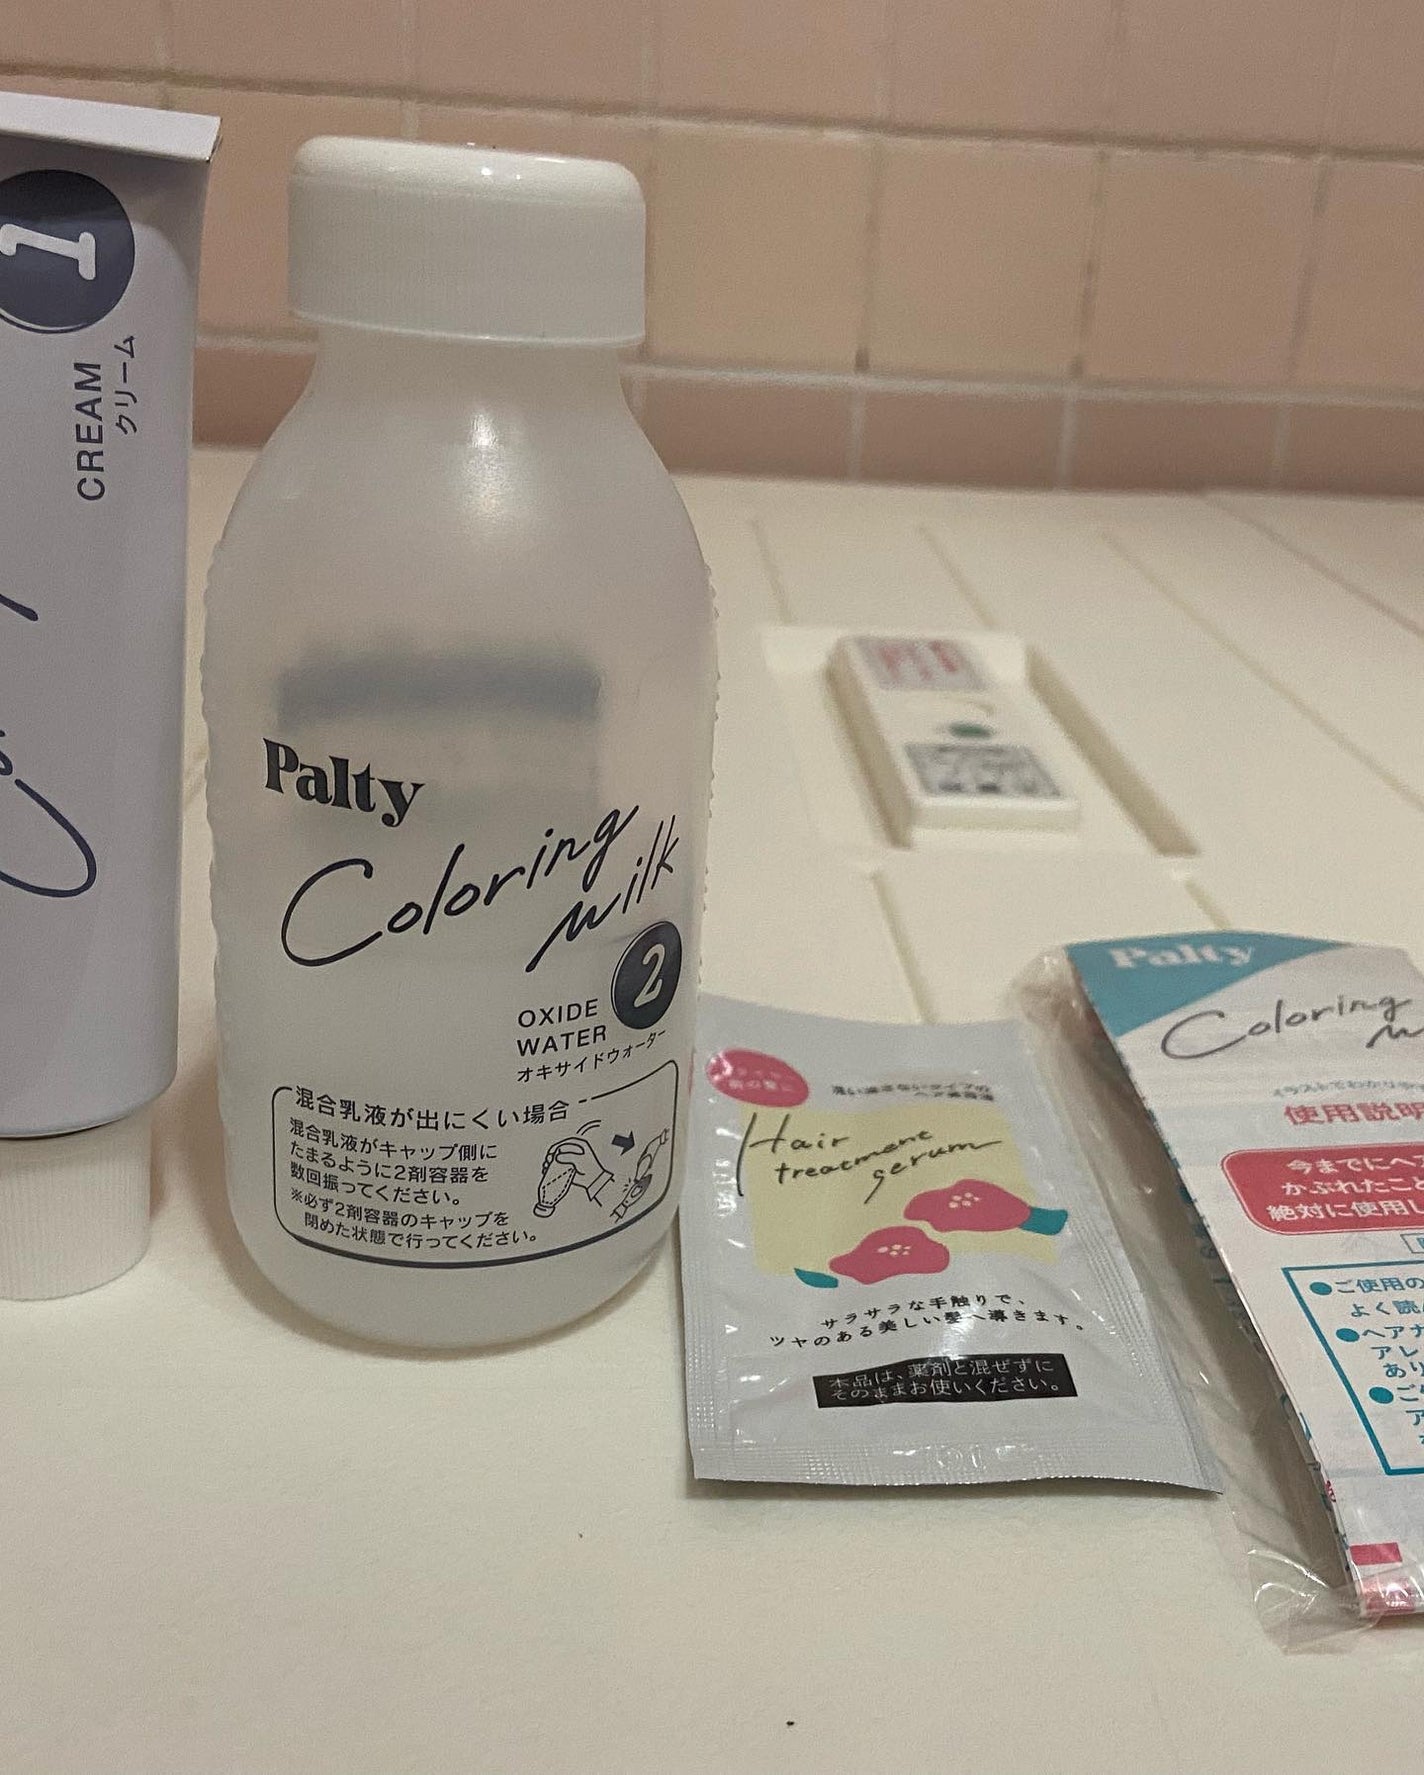 1
CREAM
クリーム
Palty
Coloring
milk
2
OXIDE
WATER
オキサイドウォーター
混合乳液が出にくい場合
混合乳液がキャップ側に
たまるように2剤容器を
数回振ってください。
※必ず2剤容器のキャップを
閉めた状態で行ってください。
Hair
treatment
serum
サラサラな手触りで、
ツヤのある美しい髪へ導きます。
本品は、薬剤と混ぜずに
そのままお使いください。
Palty
Coloring
使用説明
今までにヘア
かぶれたこと
絶対に使用し
●ご使用の
よく読
●ヘアカ
アレ
あり
●ご